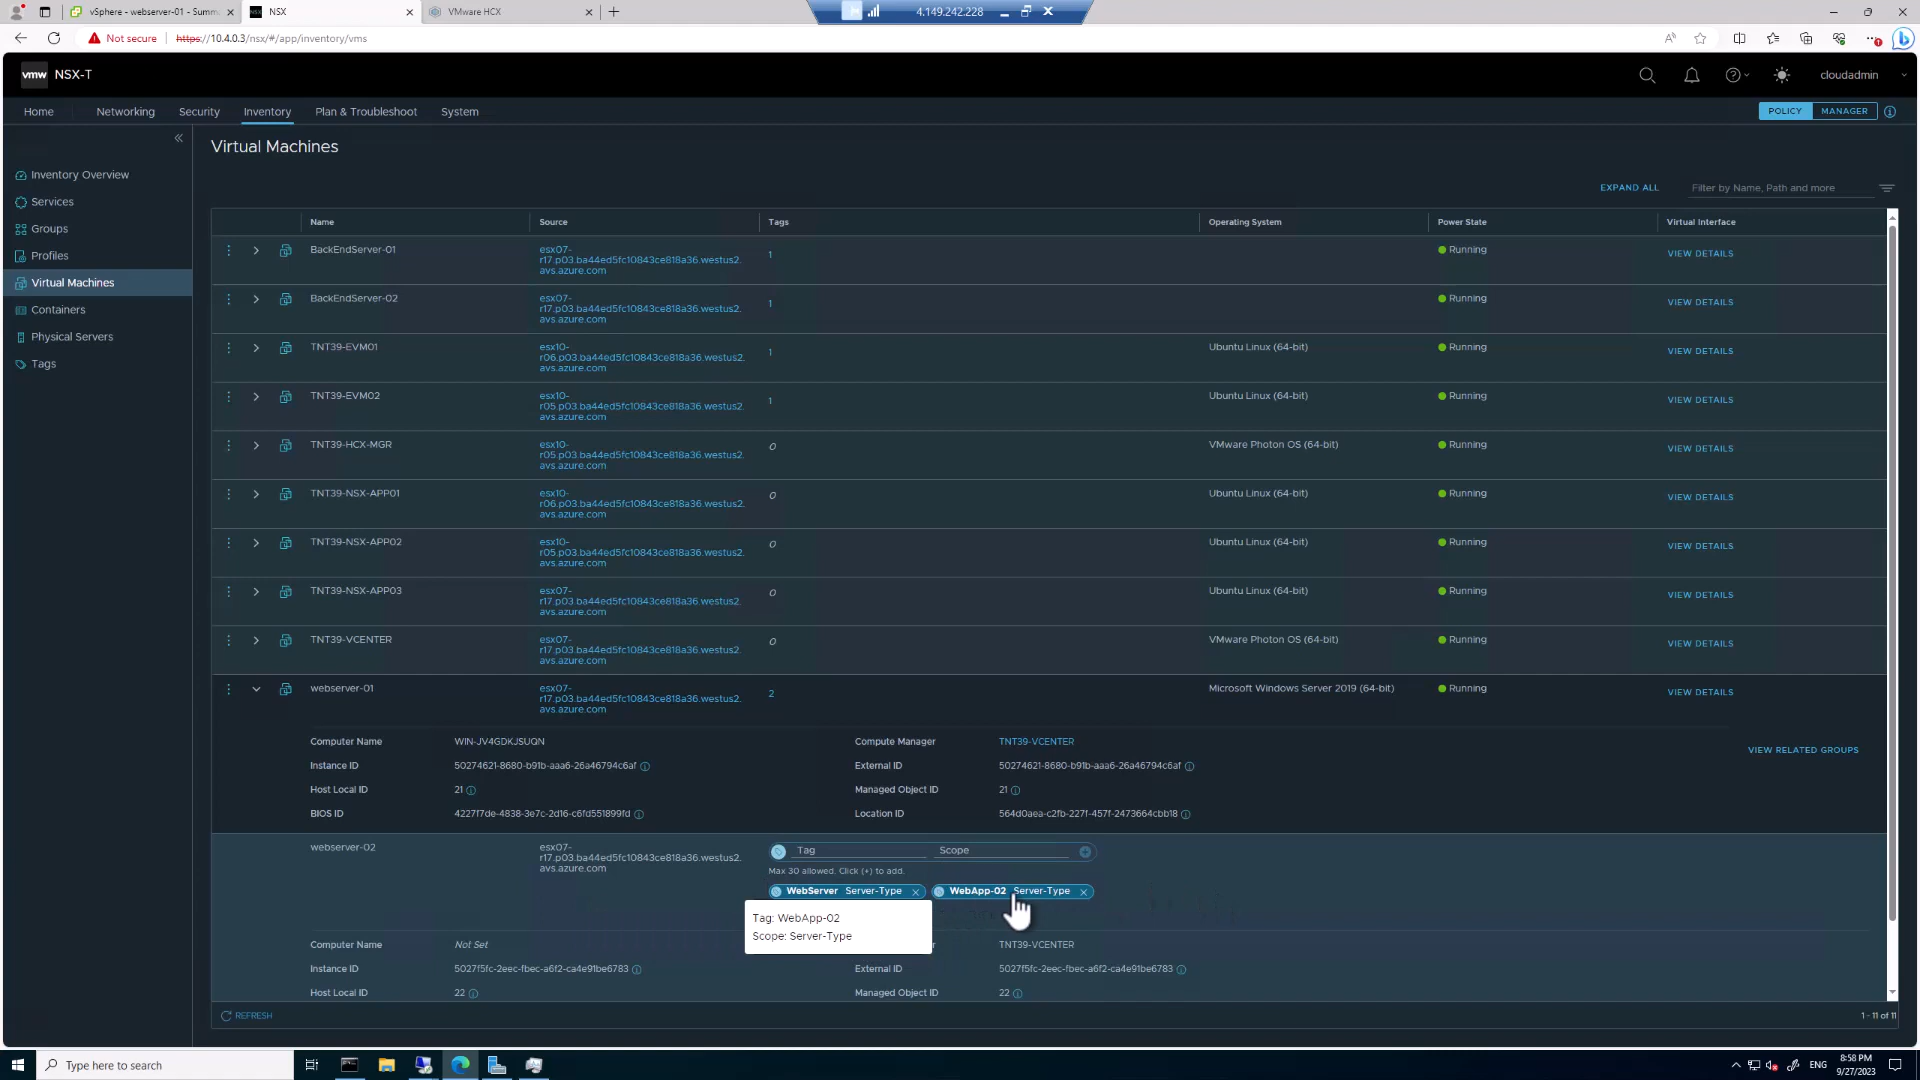 vSphere - webserver-01 - Summ
NSX
VMware HCX
4.149.242.228
Not secure
https://10.4.0.3/nsx/#/app/inventory/vms
vmw NSX-T
cloudadmin
Home
Networking
Security
Inventory
Plan & Troubleshoot
System
POLICY
MANAGER
Inventory Overview
Services
Groups
Profiles
Virtual Machines
Containers
Physical Servers
Tags
Virtual Machines
EXPAND ALL
Filter by Name, Path and more
Name Source Tags Operating System Power State Virtual Interface
BackEndServer-01 esx07- 1 Running VIEW DETAILS
r17.p03.ba44ed5fc10843ce818a36.westus2.
avs.azure.com
BackEndServer-02 esx07- 1 Running VIEW DETAILS
r17.p03.ba44ed5fc10843ce818a36.westus2.
avs.azure.com
TNT39-EVM01 esx10- 1 Ubuntu Linux (64-bit) Running VIEW DETAILS
r06.p03.ba44ed5fc10843ce818a36.westus2.
avs.azure.com
TNT39-EVM02 esx10- 1 Ubuntu Linux (64-bit) Running VIEW DETAILS
r05.p03.ba44ed5fc10843ce818a36.westus2.
avs.azure.com
TNT39-HCX-MGR esx10- 0 VMware Photon OS (64-bit) Running VIEW DETAILS
r05.p03.ba44ed5fc10843ce818a36.westus2.
avs.azure.com
TNT39-NSX-APP01 esx10- 0 Ubuntu Linux (64-bit) Running VIEW DETAILS
r06.p03.ba44ed5fc10843ce818a36.westus2.
avs.azure.com
TNT39-NSX-APP02 esx10- 0 Ubuntu Linux (64-bit) Running VIEW DETAILS
r05.p03.ba44ed5fc10843ce818a36.westus2.
avs.azure.com
TNT39-NSX-APP03 esx07- 0 Ubuntu Linux (64-bit) Running VIEW DETAILS
r17.p03.ba44ed5fc10843ce818a36.westus2.
avs.azure.com
TNT39-VCENTER esx07- 0 VMware Photon OS (64-bit) Running VIEW DETAILS
r17.p03.ba44ed5fc10843ce818a36.westus2.
avs.azure.com
webserver-01 esx07- 2 Microsoft Windows Server 2019 (64-bit) Running VIEW DETAILS
r17.p03.ba44ed5fc10843ce818a36.westus2.
avs.azure.com
Computer Name WIN-JV4GDKJSUQN Compute Manager TNT39-VCENTER VIEW RELATED GROUPS
Instance ID 50274621-8680-b91b-aaa6-26a46794c6af External ID 50274621-8680-b91b-aaa6-26a46794c6af
Host Local ID 21 Managed Object ID 21
BIOS ID 4227f7de-4838-3e7c-2d16-c6fd551899fd Location ID 564d0aea-c2fb-227f-457f-2473664cbb18
webserver-02 esx07- Tag Scope
r17.p03.ba44ed5fc10843ce818a36.westus2.
avs.azure.com
Max 30 allowed. Click (+) to add.
WebServer Server-Type WebApp-02 Server-Type
Tag: WebApp-02
Scope: Server-Type
Computer Name Not Set TNT39-VCENTER
Instance ID 5027f5fc-2eec-fbec-a6f2-ca4e91be6783 External ID 5027f5fc-2eec-fbec-a6f2-ca4e91be6783
Host Local ID 22 Managed Object ID 22
REFRESH
1 - 11 of 11
Type here to search
ENG
8:58 PM
9/27/2023